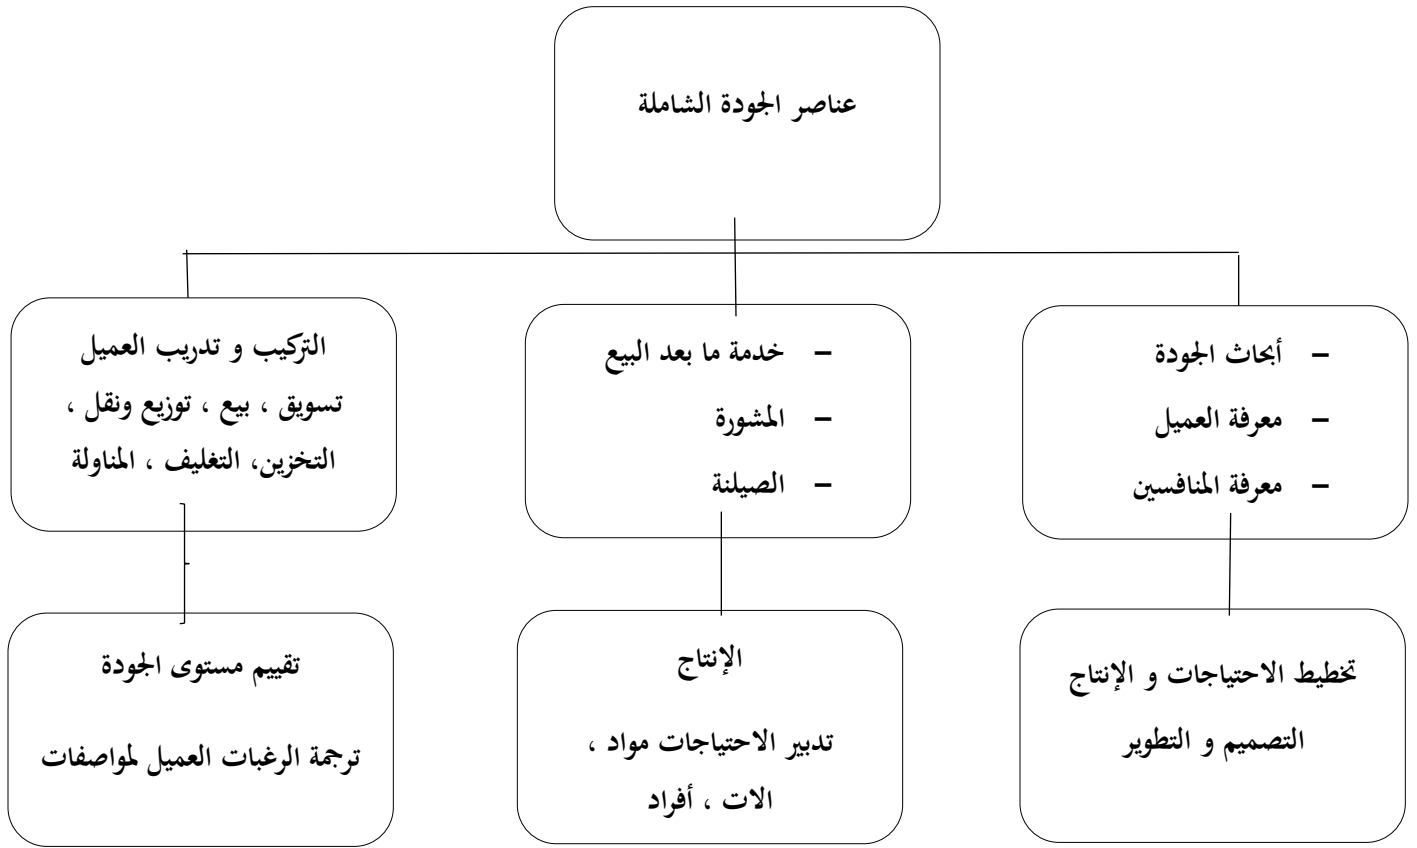 عناصر الجودة الشاملة
– أبحاث الجودة
– معرفة العميل
– معرفة المنافسين
– خدمة ما بعد البيع
– المشورة
– الصيلنة
التركيب و تدريب العميل
تسويق ، بيع ، توزيع ونقل ،
التخزين، التغليف ، المناولة
تخطيط الاحتياجات و الإنتاج
التصميم و التطوير
الإنتاج
تدبير الاحتياجات مواد ،
الات ، أفراد
تقييم مستوى الجودة
ترجمة الرغبات العميل لمواصفات